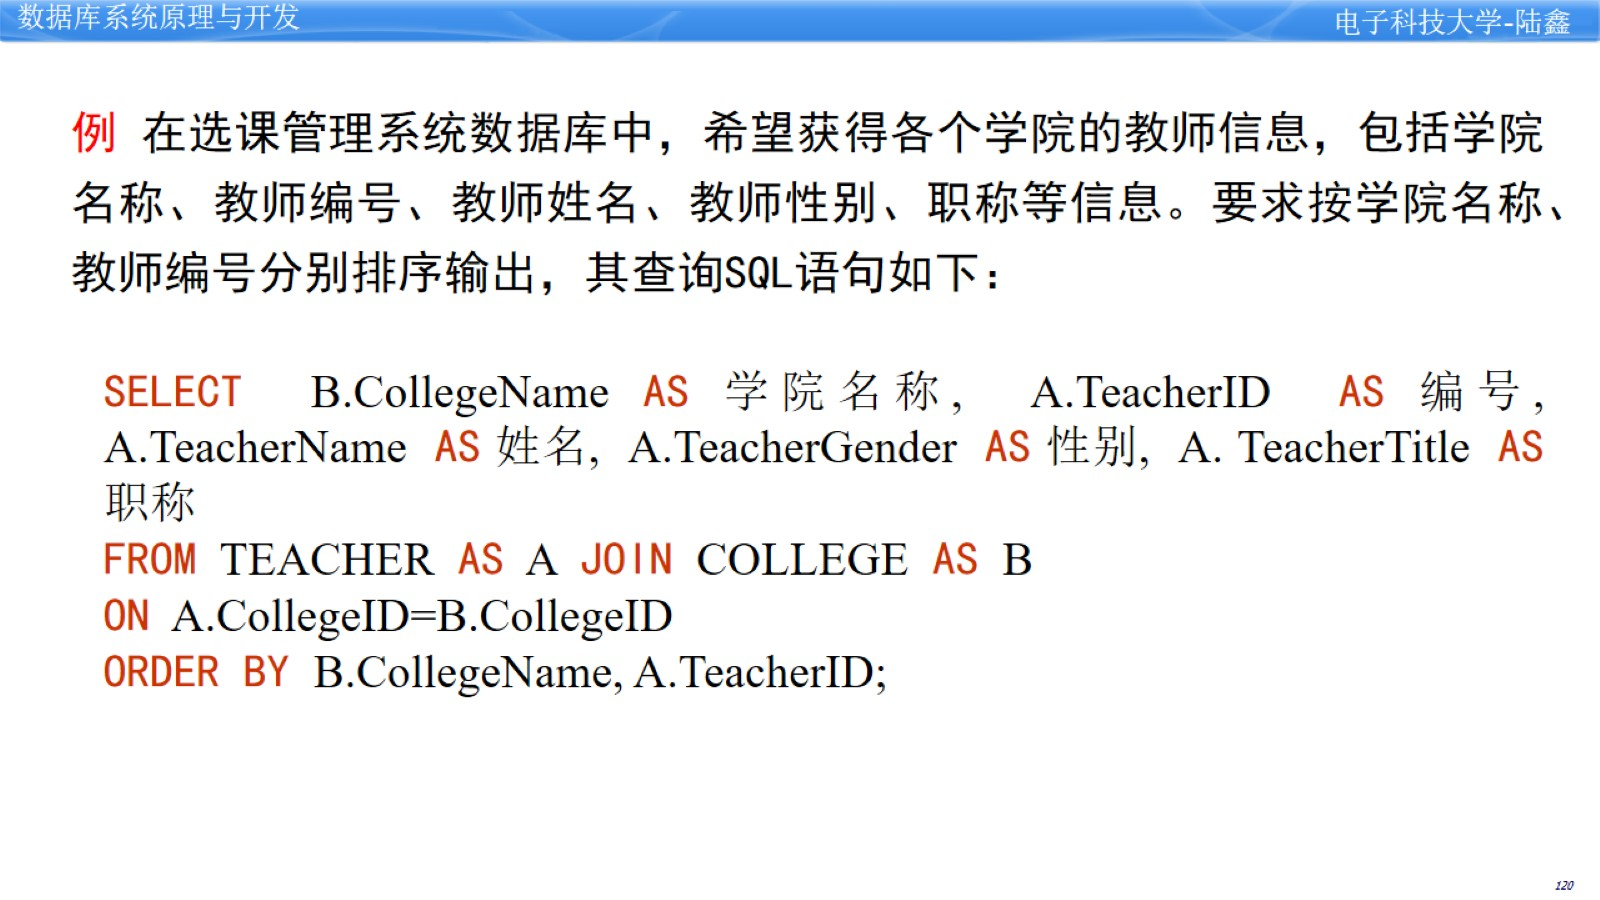 数据库系统原理与开发
电子科技大学-陆鑫
例 在选课管理系统数据库中，希望获得各个学院的教师信息，包括学院
名称、教师编号、教师姓名、教师性别、职称等信息。要求按学院名称、
教师编号分别排序输出，其查询SQL语句如下：
SELECT B.CollegeName AS 学院名称, A.TeacherID AS 编号,
A.TeacherName AS 姓名, A.TeacherGender AS 性别, A. TeacherTitle AS
职称
FROM TEACHER AS A JOIN COLLEGE AS B
ON A.CollegeID=B.CollegeID
ORDER BY B.CollegeName, A.TeacherID;
120